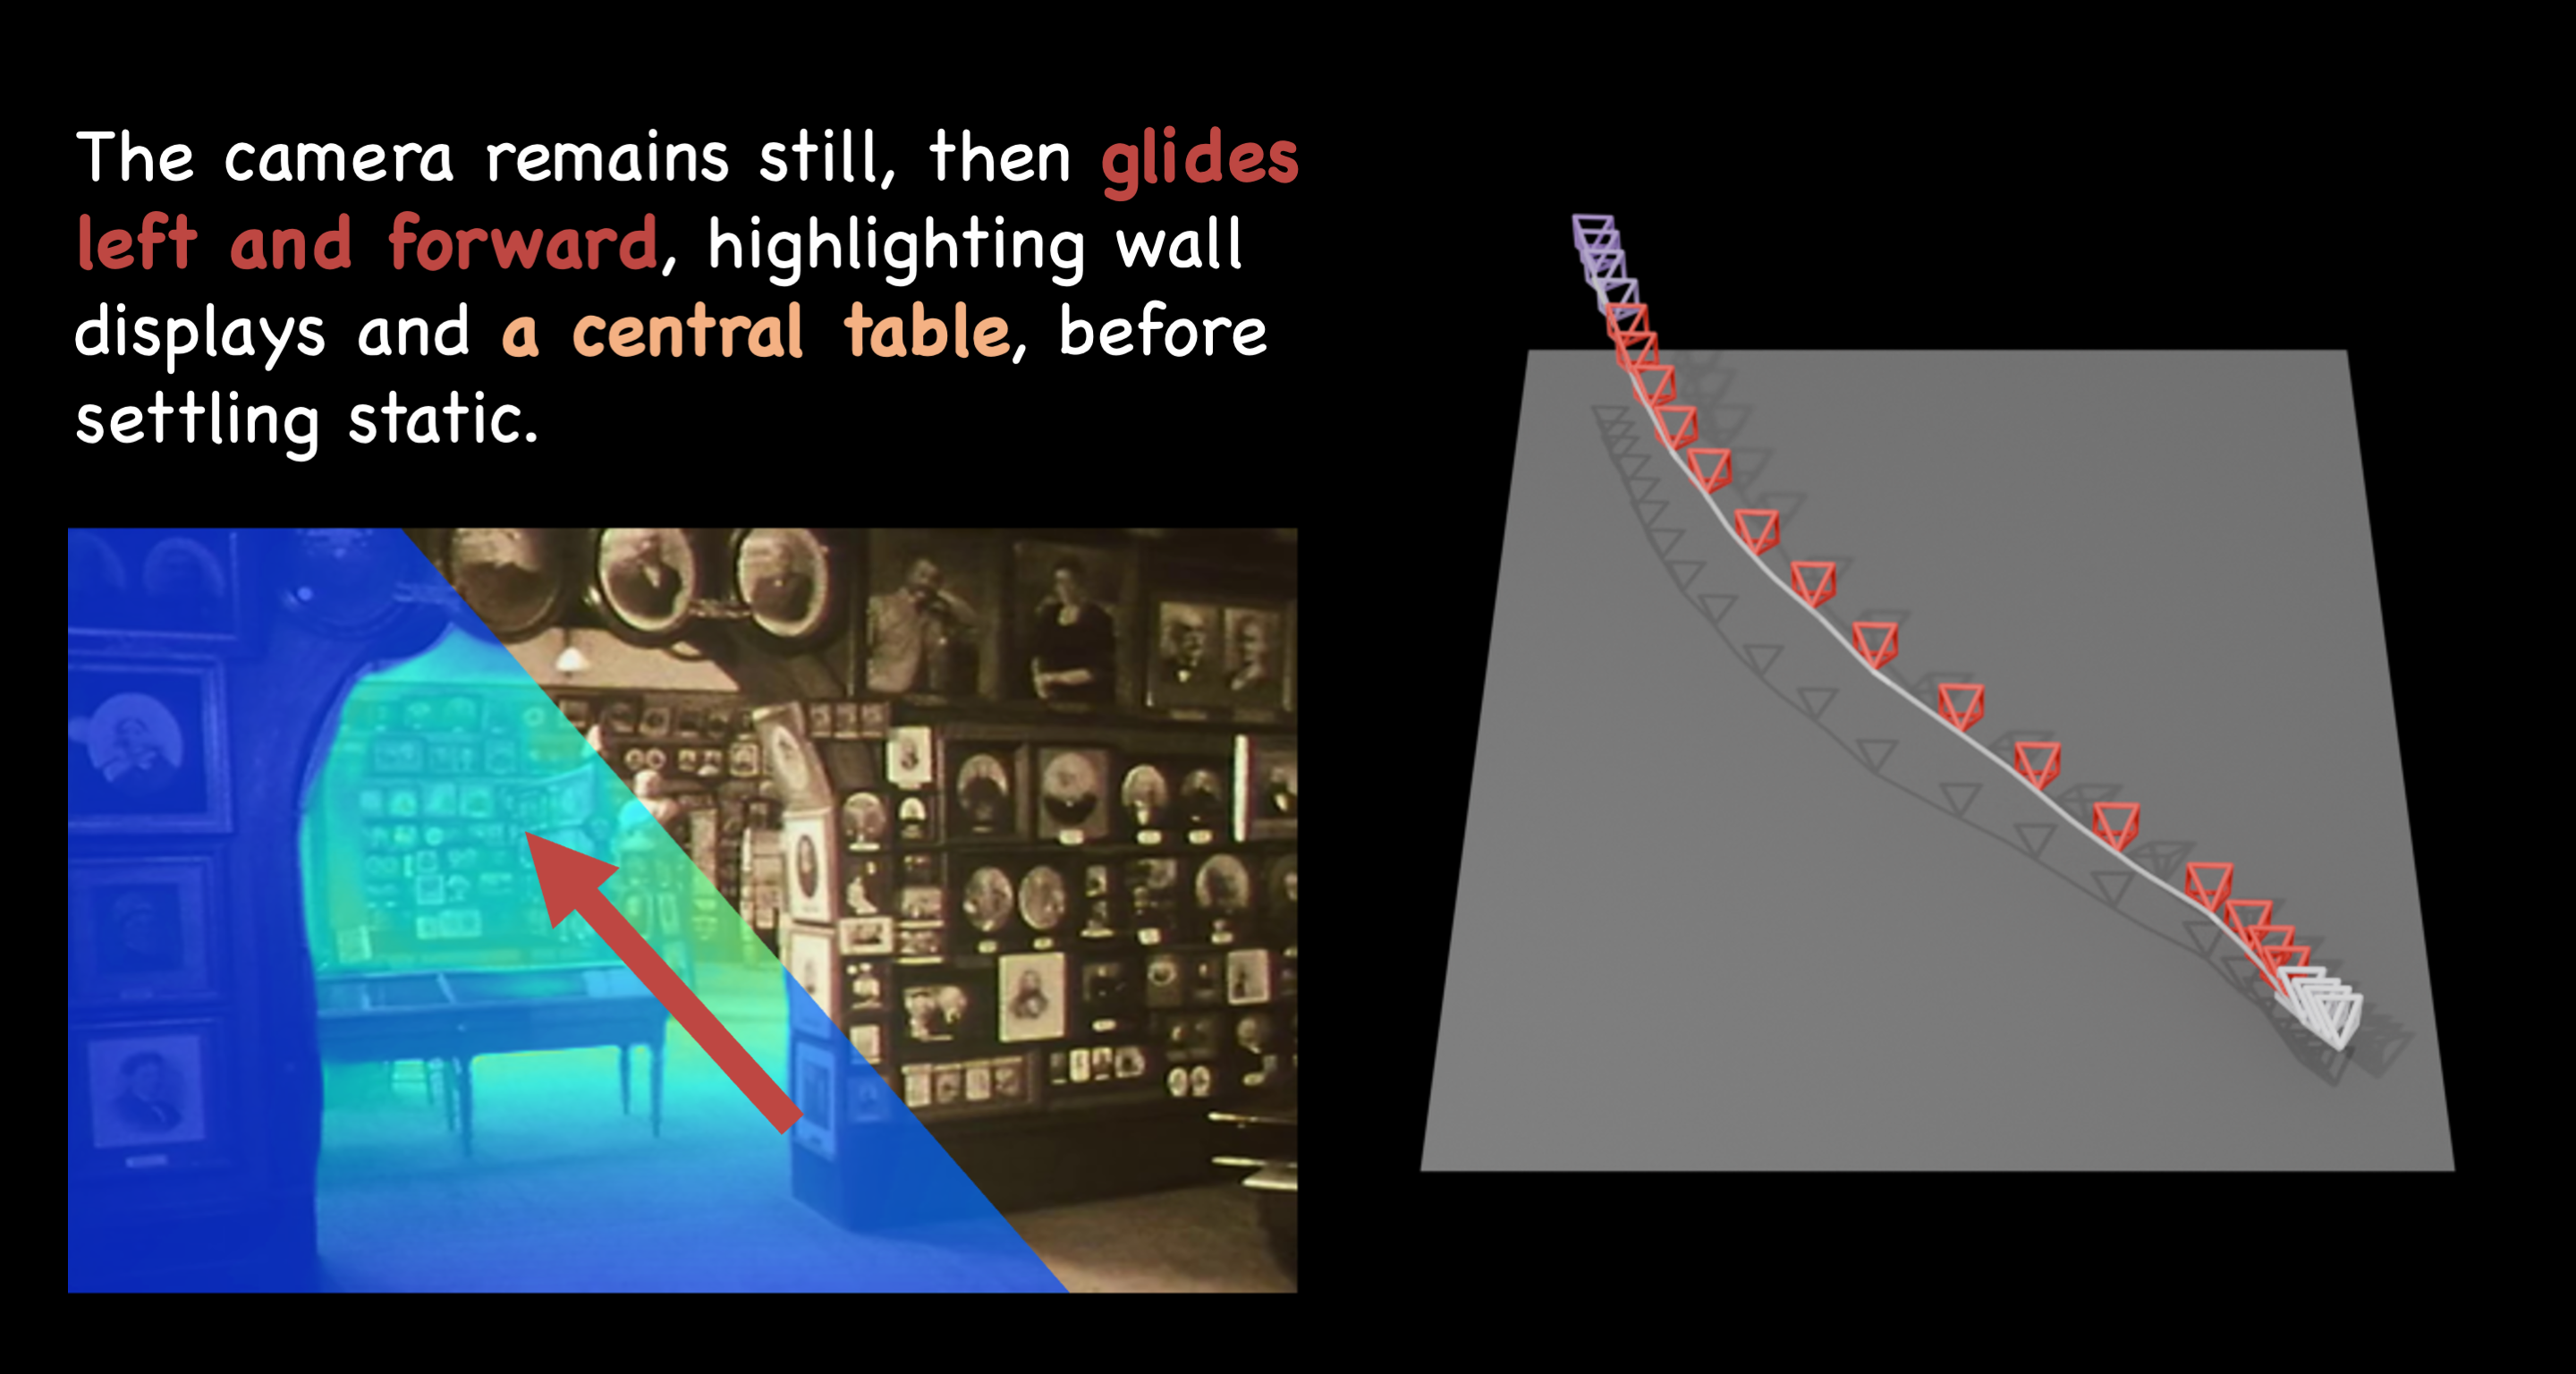 The camera remains still, then glides
left and forward, highlighting wall
displays and a central table, before
settling static.